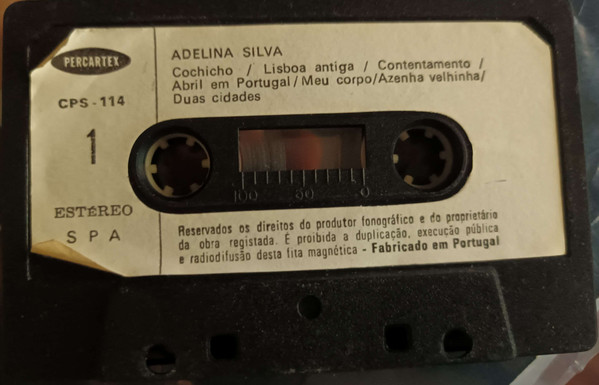 PERCARTEX
CPS - 114
1
ESTÉREO
S P A
ADELINA SILVA
Cochicho / Lisboa antiga / Contentamento /
Abril em Portugal / Meu corpo/Azenha velhinha/
Duas cidades
100 50 0
Reservados os direitos do produtor fonográfico e do proprietário
da obra registada. É proibida a duplicação, execução pública
e radiodifusão desta fita magnética - Fabricado em Portugal